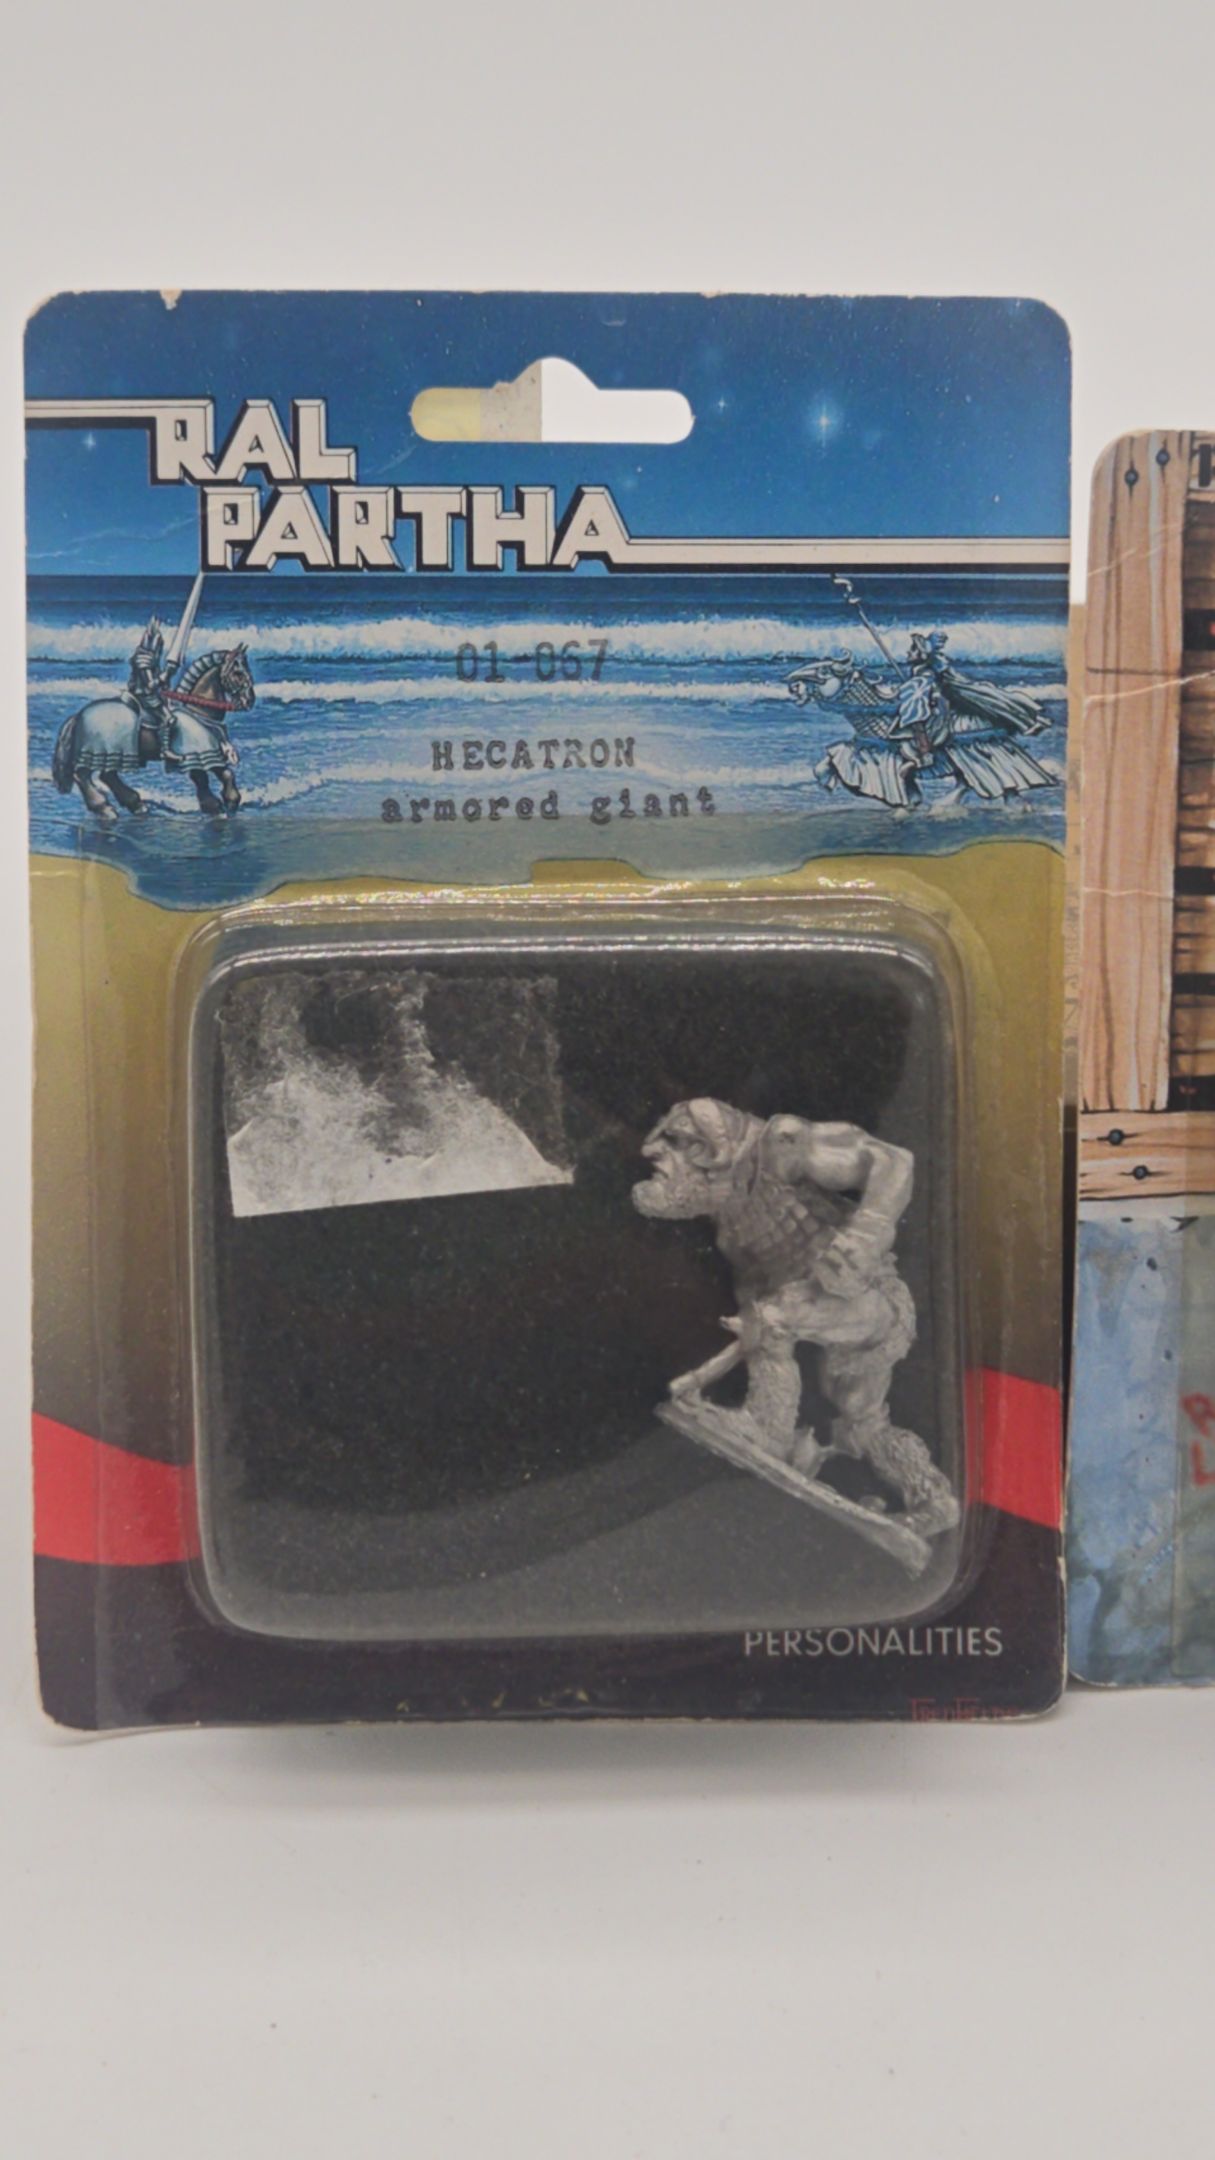 RAL
PARTHA
01-067
HECATRON
armored giant
PERSONALITIES